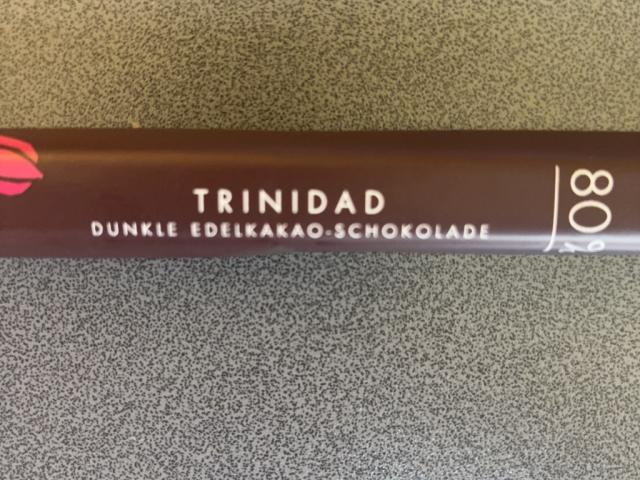 TRINIDAD
DUNKLE EDELKAKAO-SCHOKOLADE
80%